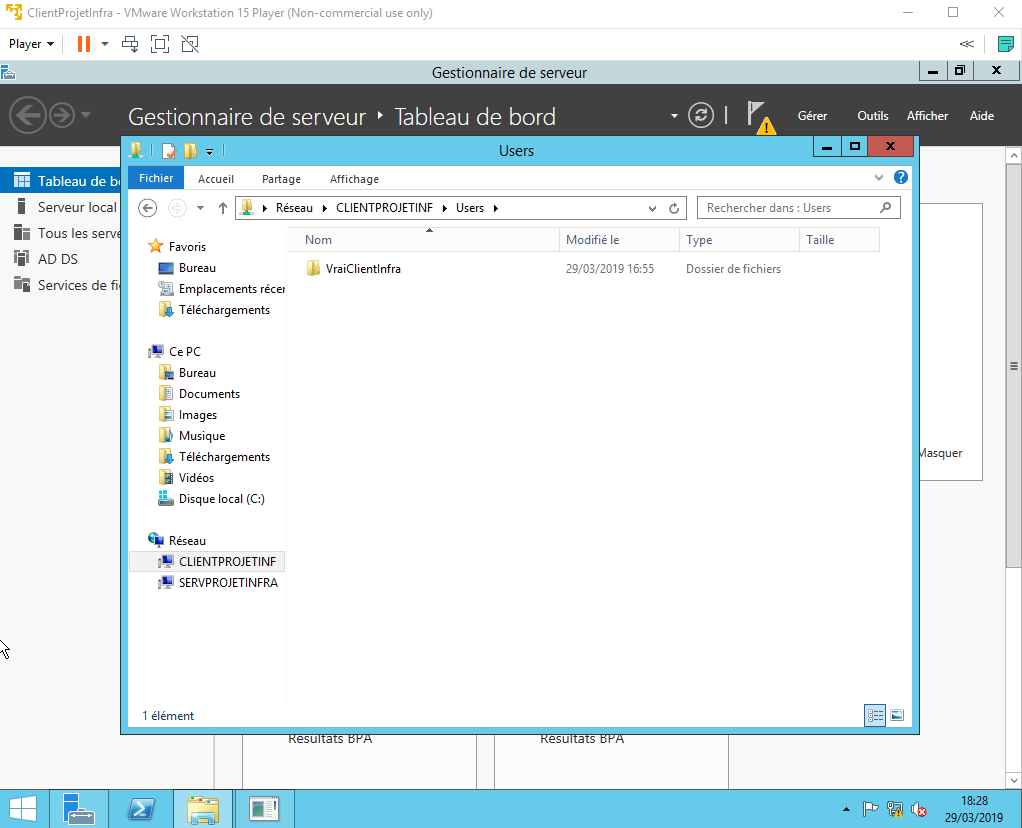 ClientProjetInfra - VMware Workstation 15 Player (Non-commercial use only)
Player
Gestionnaire de serveur
Gestionnaire de serveur Tableau de bord
Gérer Outils Afficher Aide
Users
Fichier Accueil Partage Affichage
Réseau CLIENTPROJETINF Users
Rechercher dans : Users
Tableau de bo
Serveur local
Tous les serve
AD DS
Services de fi
Favoris
Bureau
Emplacements récer
Téléchargements
Ce PC
Bureau
Documents
Images
Musique
Téléchargements
Vidéos
Disque local (C:)
Réseau
CLIENTPROJETINF
SERVPROJETINFRA
Nom Modifié le Type Taille
VraiClientInfra 29/03/2019 16:55 Dossier de fichiers
Masquer
1 élément
Résultats BPA Résultats BPA
18:28
29/03/2019